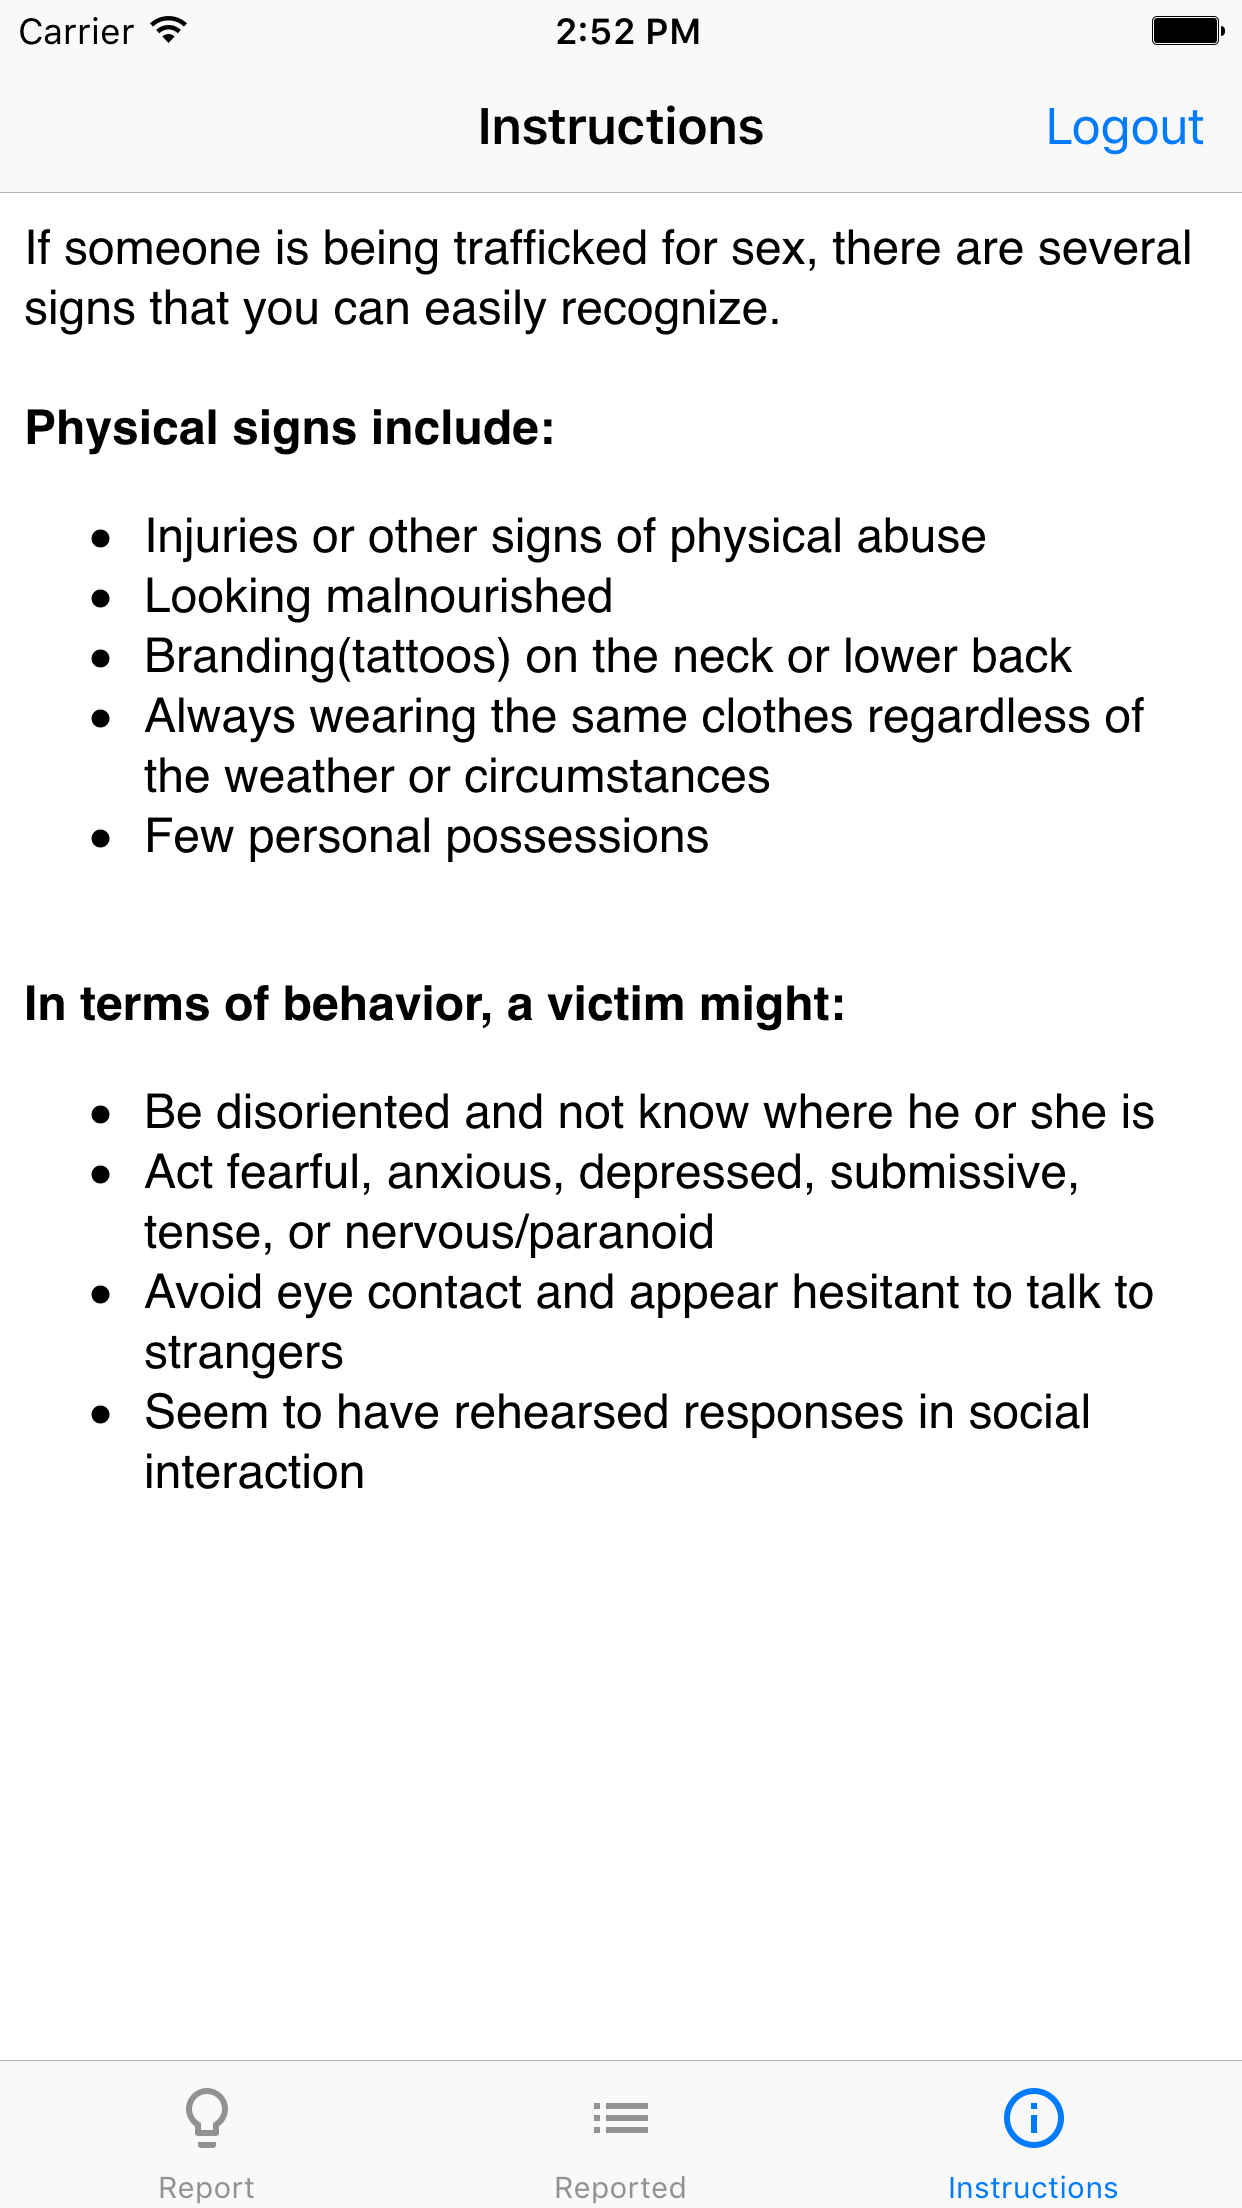 Carrier
2:52 PM
Instructions
Logout
If someone is being trafficked for sex, there are several
signs that you can easily recognize.
Physical signs include:
• Injuries or other signs of physical abuse
• Looking malnourished
• Branding(tattoos) on the neck or lower back
• Always wearing the same clothes regardless of
the weather or circumstances
• Few personal possessions
In terms of behavior, a victim might:
• Be disoriented and not know where he or she is
• Act fearful, anxious, depressed, submissive,
tense, or nervous/paranoid
• Avoid eye contact and appear hesitant to talk to
strangers
• Seem to have rehearsed responses in social
interaction
Report
Reported
Instructions